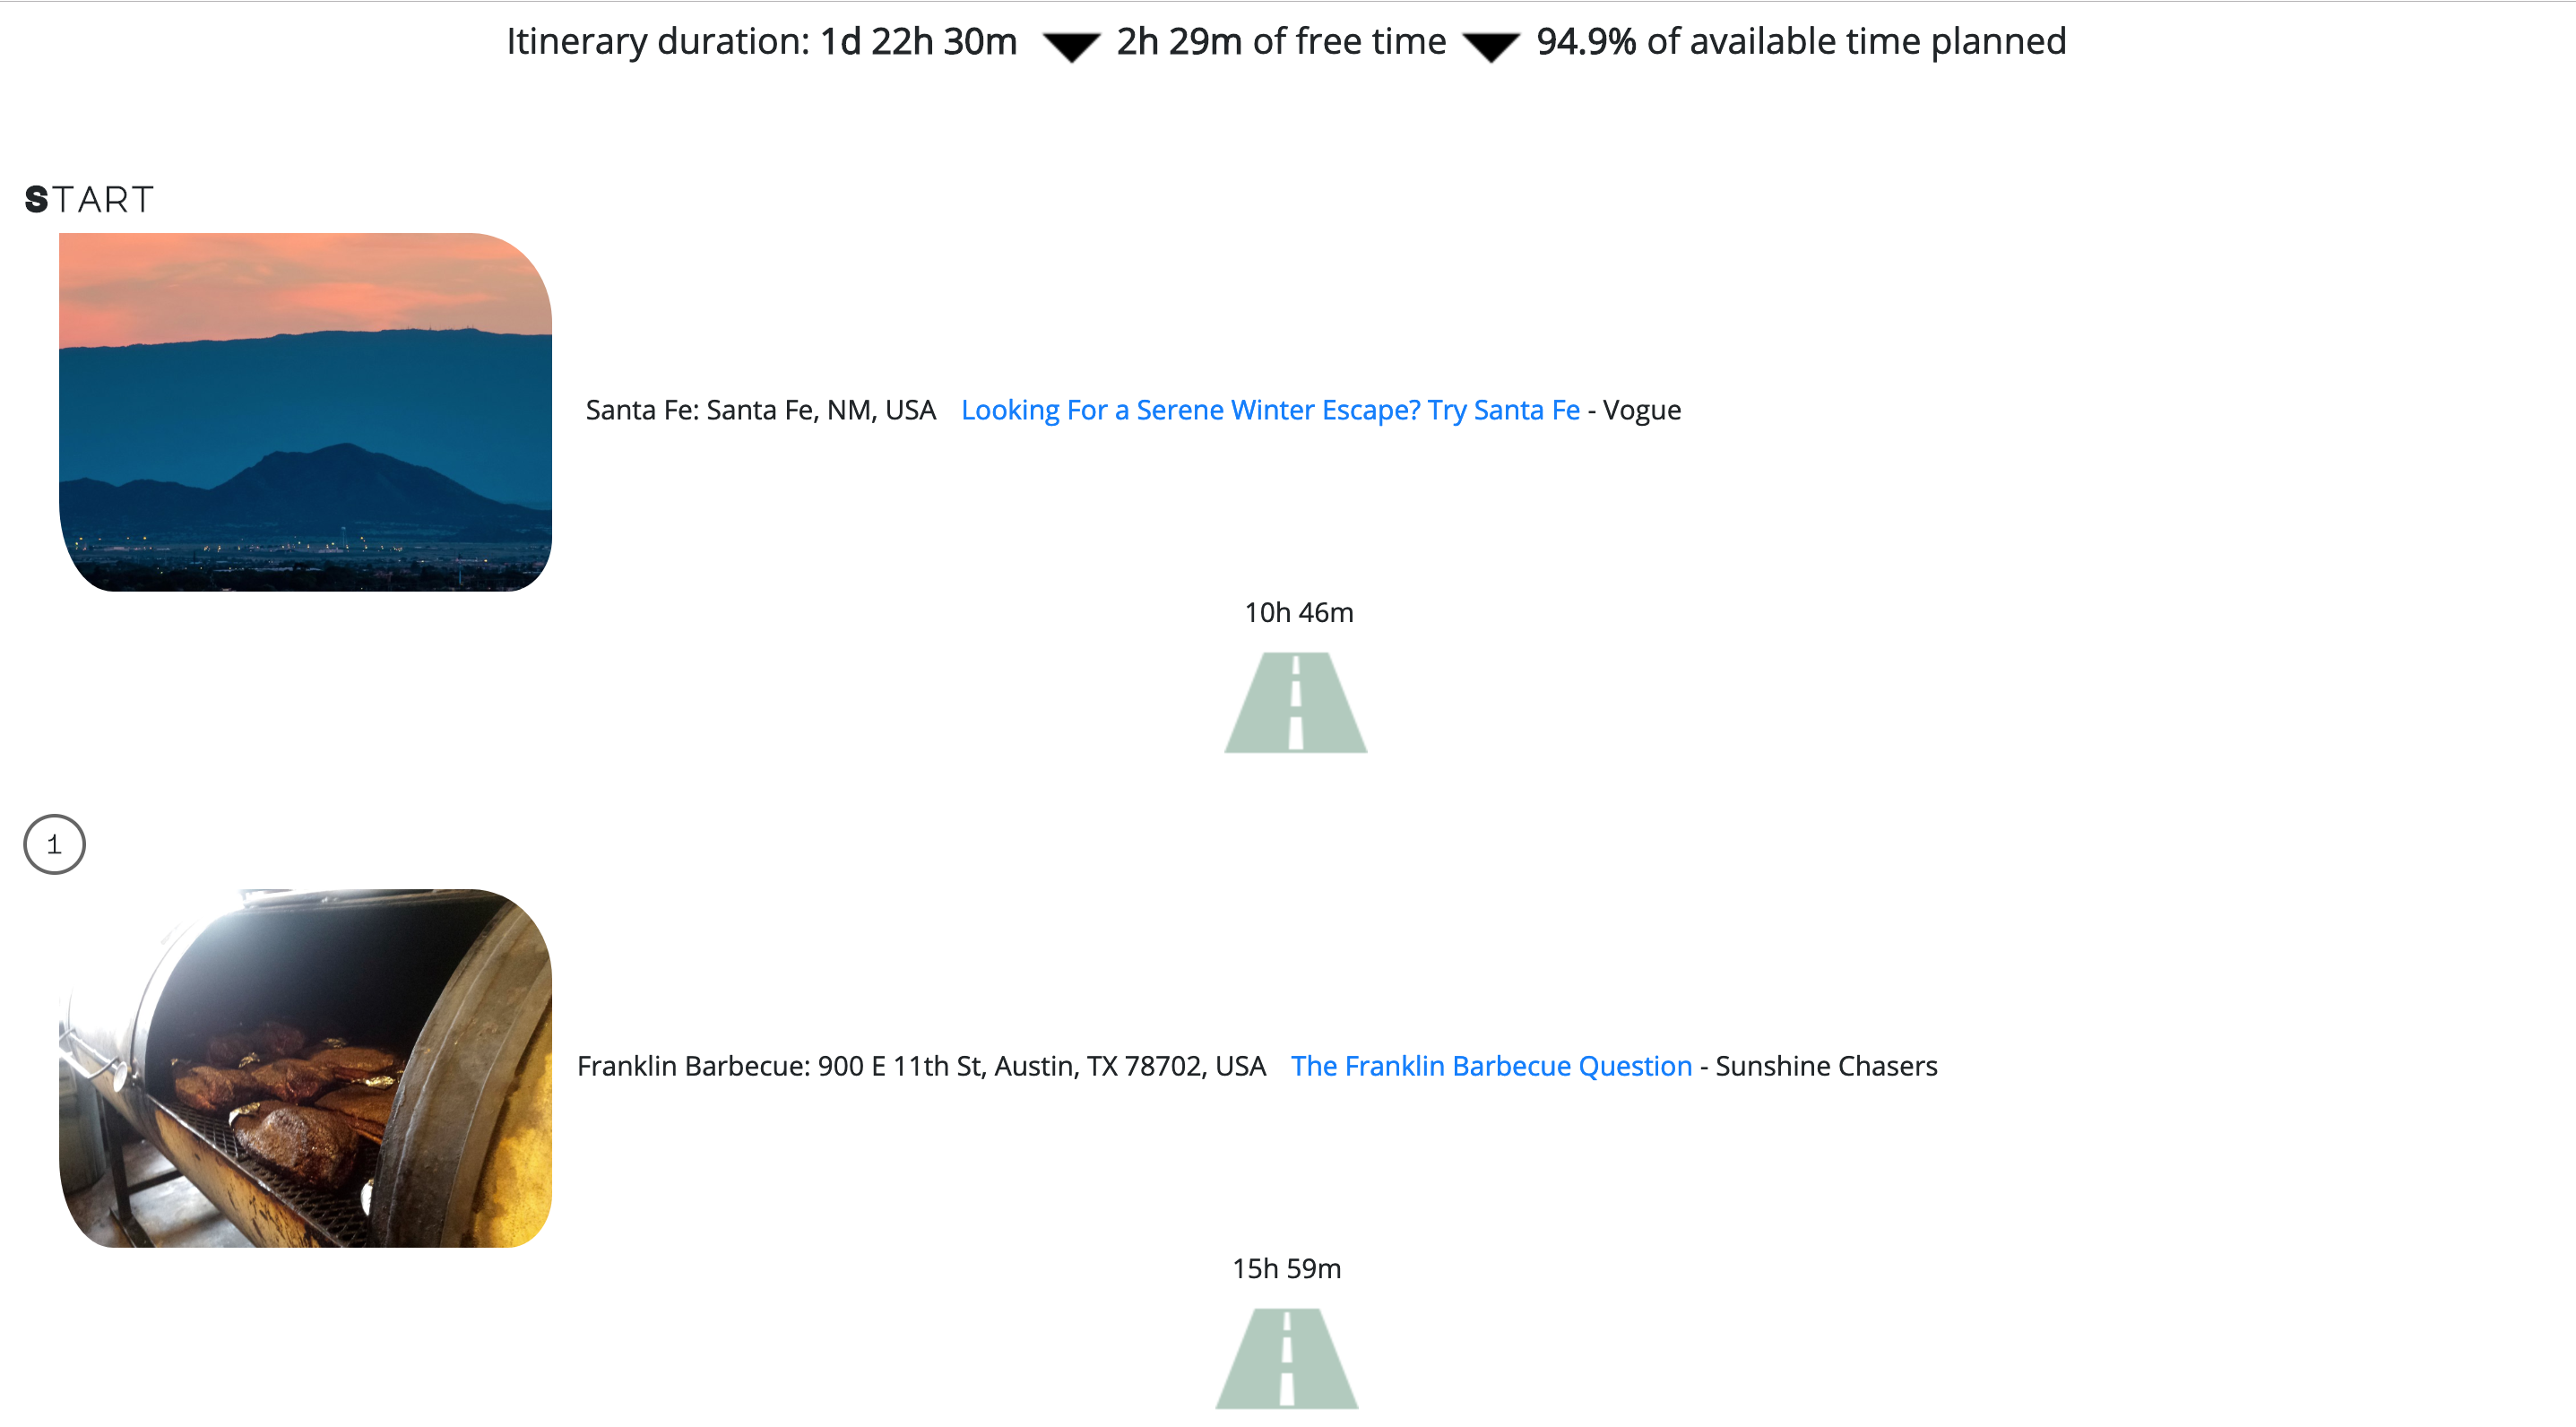 Itinerary duration: 1d 22h 30m 2h 29m of free time 94.9% of available time planned
START
Santa Fe: Santa Fe, NM, USA Looking For a Serene Winter Escape? Try Santa Fe - Vogue
10h 46m
1
Franklin Barbecue: 900 E 11th St, Austin, TX 78702, USA The Franklin Barbecue Question - Sunshine Chasers
15h 59m